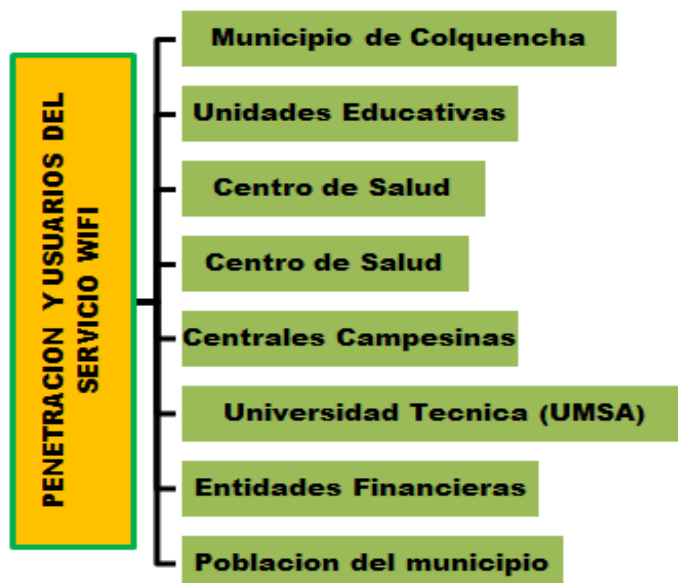 PENETRACION Y USUARIOS DEL
SERVICIO WIFI
Municipio de Colquencha
Unidades Educativas
Centro de Salud
Centro de Salud
Centrales Campesinas
Universidad Tecnica (UMSA)
Entidades Financieras
Poblacion del municipio